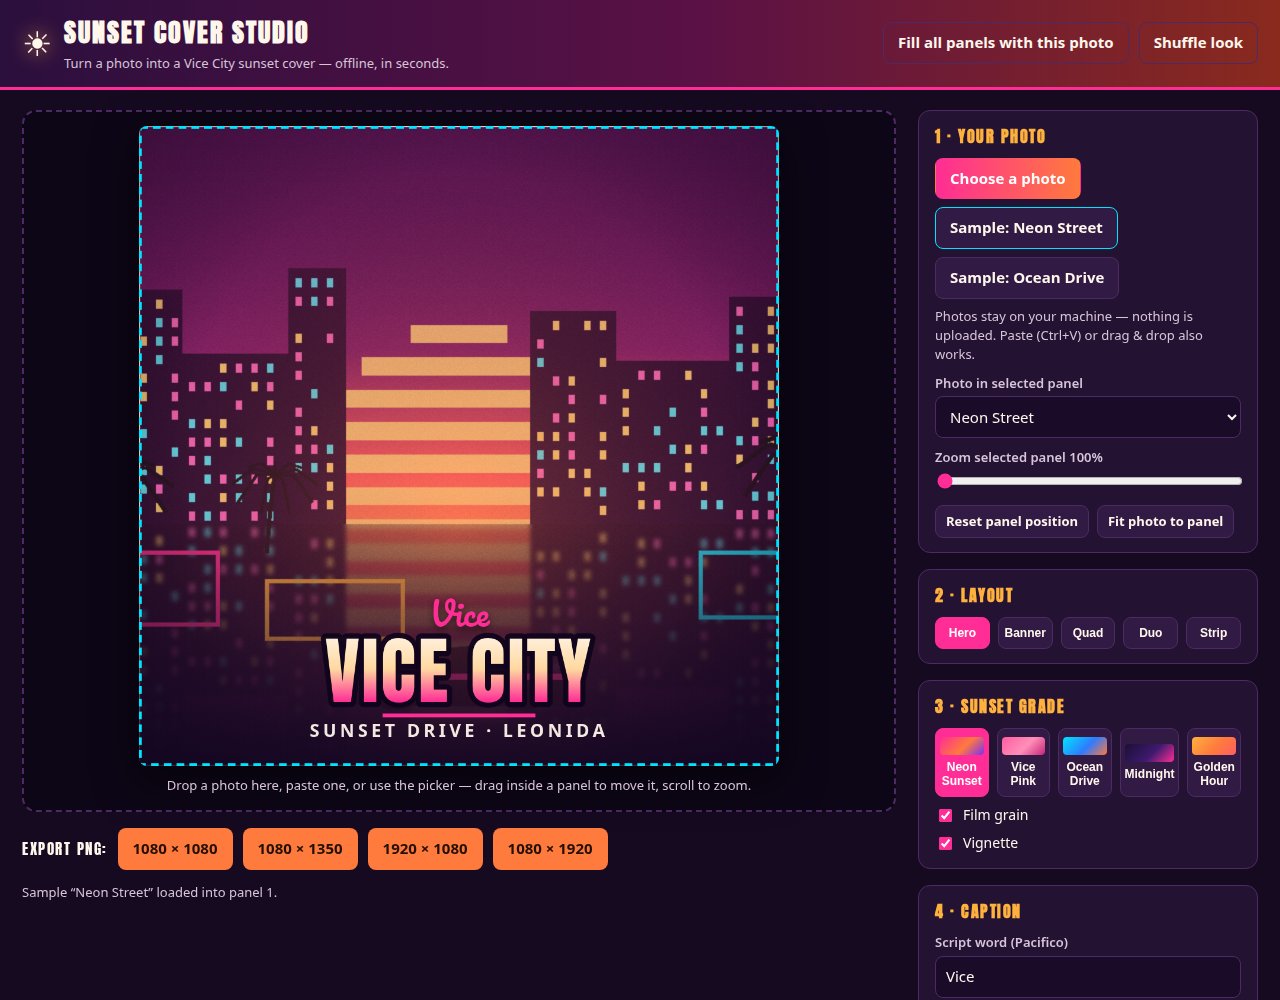 SUNSET COVER STUDIO
Turn a photo into a Vice City sunset cover — offline, in seconds.
Fill all panels with this photo
Shuffle look
Vice
VICE CITY
SUNSET DRIVE · LEONIDA
Drop a photo here, paste one, or use the picker — drag inside a panel to move it, scroll to zoom.
EXPORT PNG:
1080 × 1080
1080 × 1350
1920 × 1080
1080 × 1920
Sample “Neon Street” loaded into panel 1.
1 · YOUR PHOTO
Choose a photo
Sample: Neon Street
Sample: Ocean Drive
Photos stay on your machine — nothing is
uploaded. Paste (Ctrl+V) or drag & drop also
works.
Photo in selected panel
Neon Street
Zoom selected panel 100%
Reset panel position
Fit photo to panel
2 · LAYOUT
Hero
Banner
Quad
Duo
Strip
3 · SUNSET GRADE
Neon
Sunset
Vice
Pink
Ocean
Drive
Midnight
Golden
Hour
Film grain
Vignette
4 · CAPTION
Script word (Pacifico)
Vice